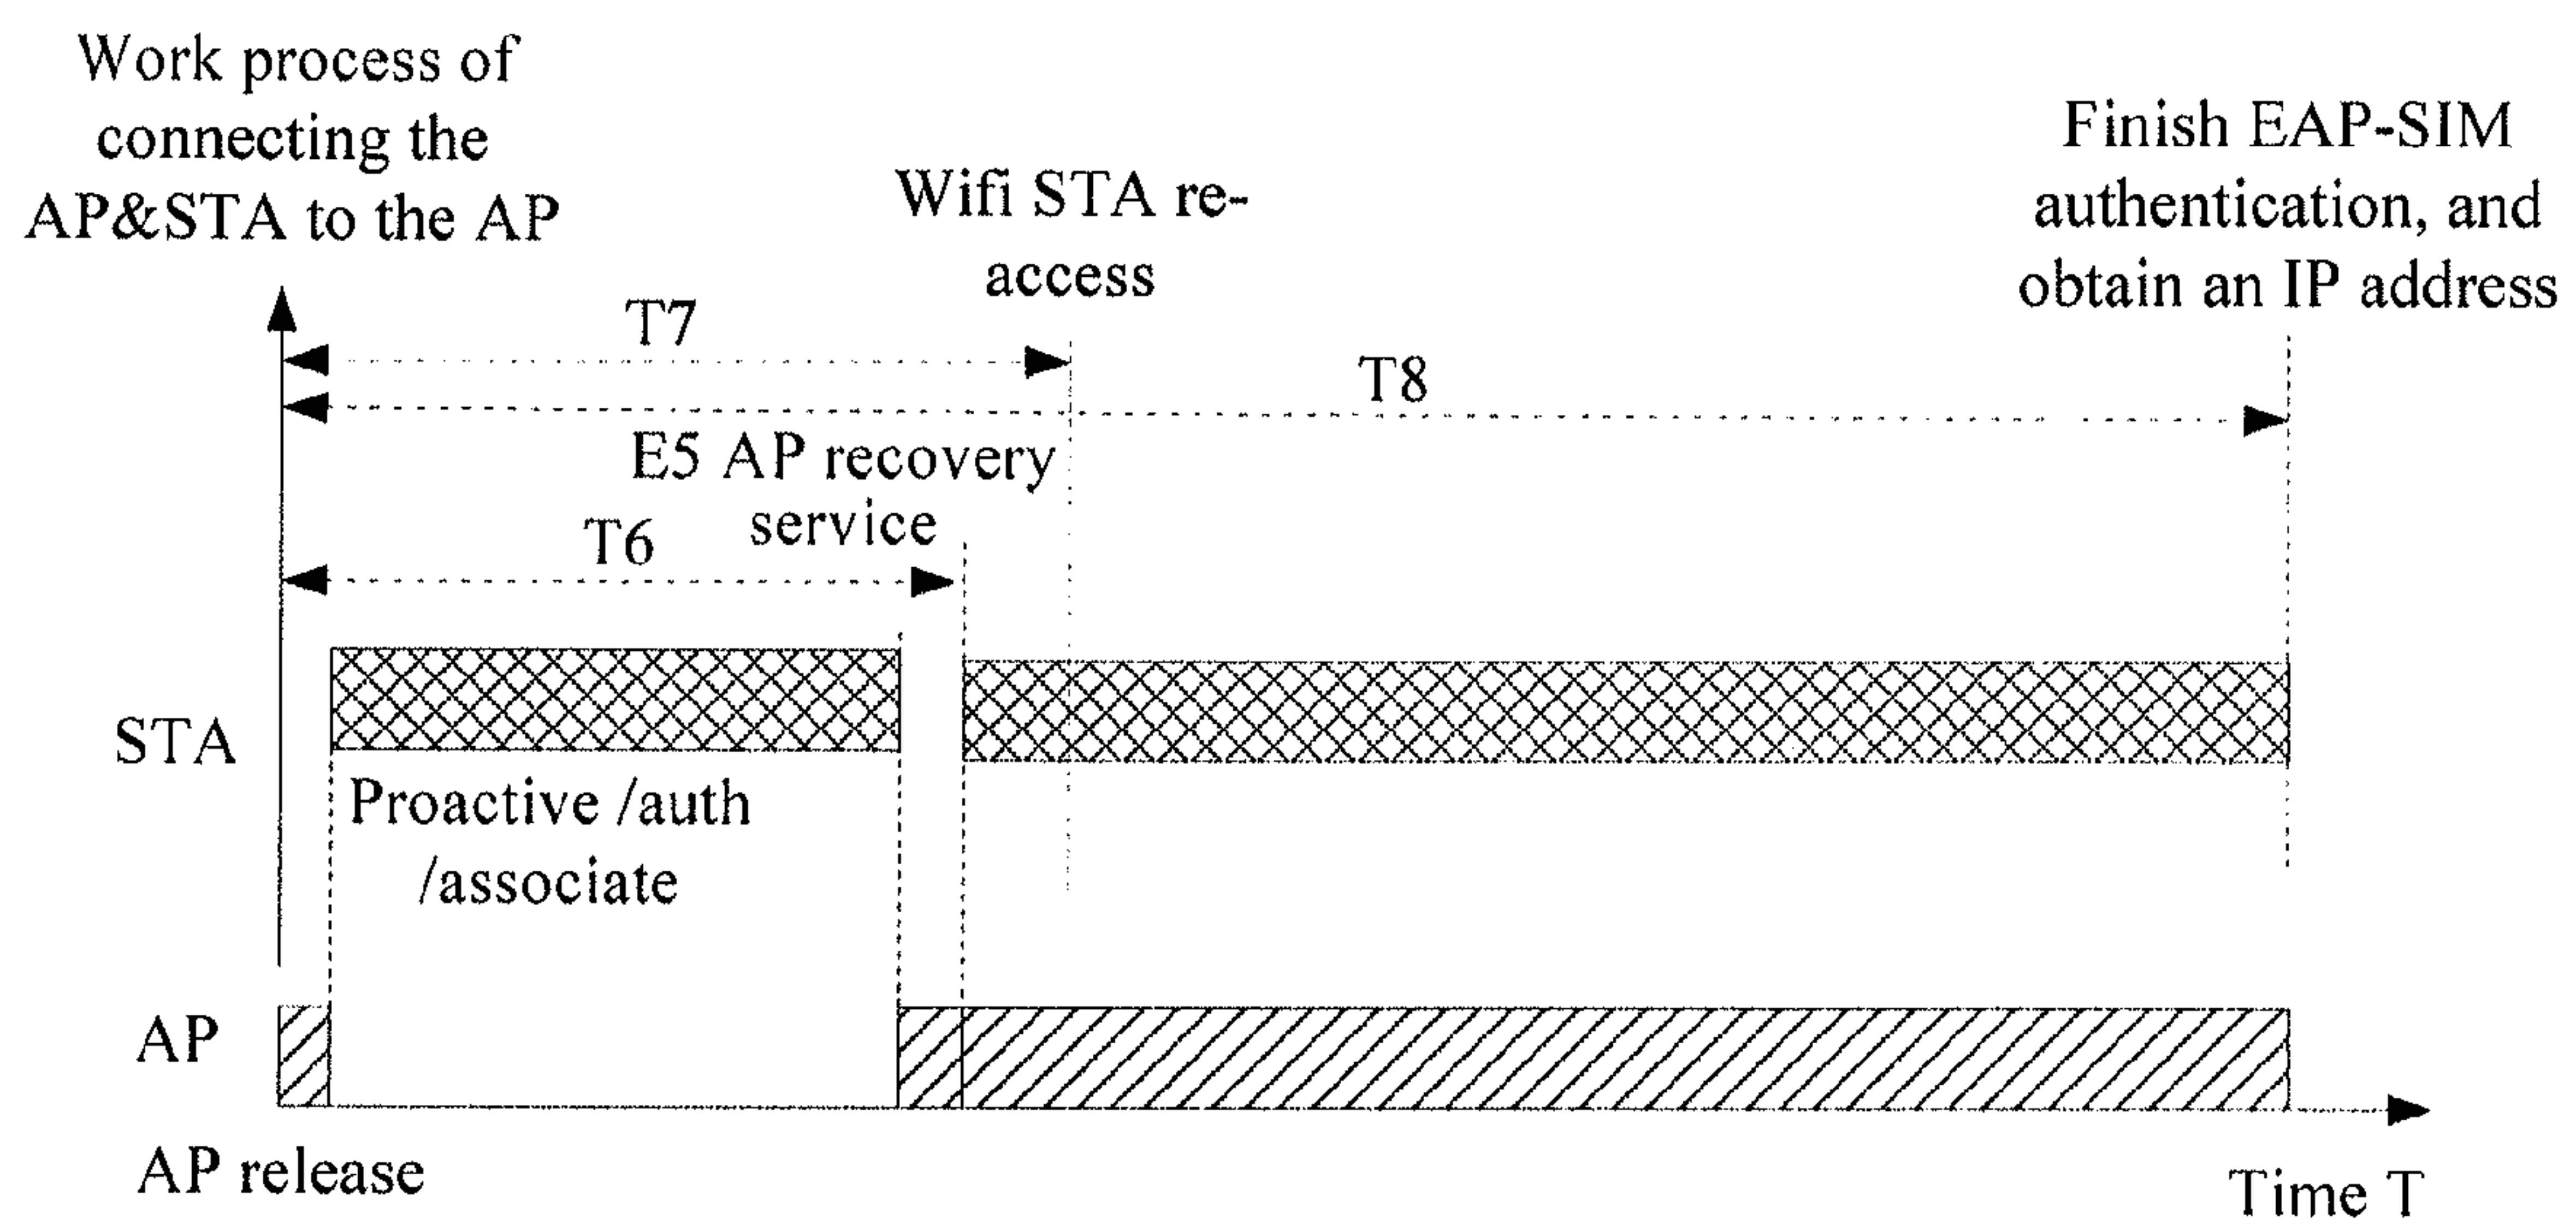 Work process of
connecting the
AP&STA to the AP
Wifi STA re-
access
Finish EAP-SIM
authentication, and
obtain an IP address
T7
T8
E5 AP recovery
service
T6
STA
Proactive /auth
/associate
AP
AP release
Time T